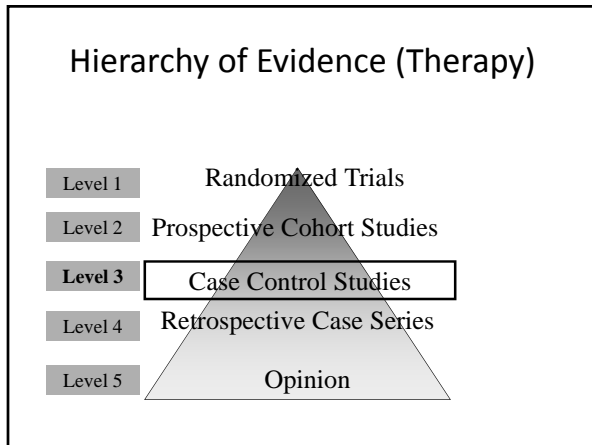 Hierarchy of Evidence (Therapy)
Level 1 Randomized Trials
Level 2 Prospective Cohort Studies
Level 3 Case Control Studies
Level 4 Retrospective Case Series
Level 5 Opinion